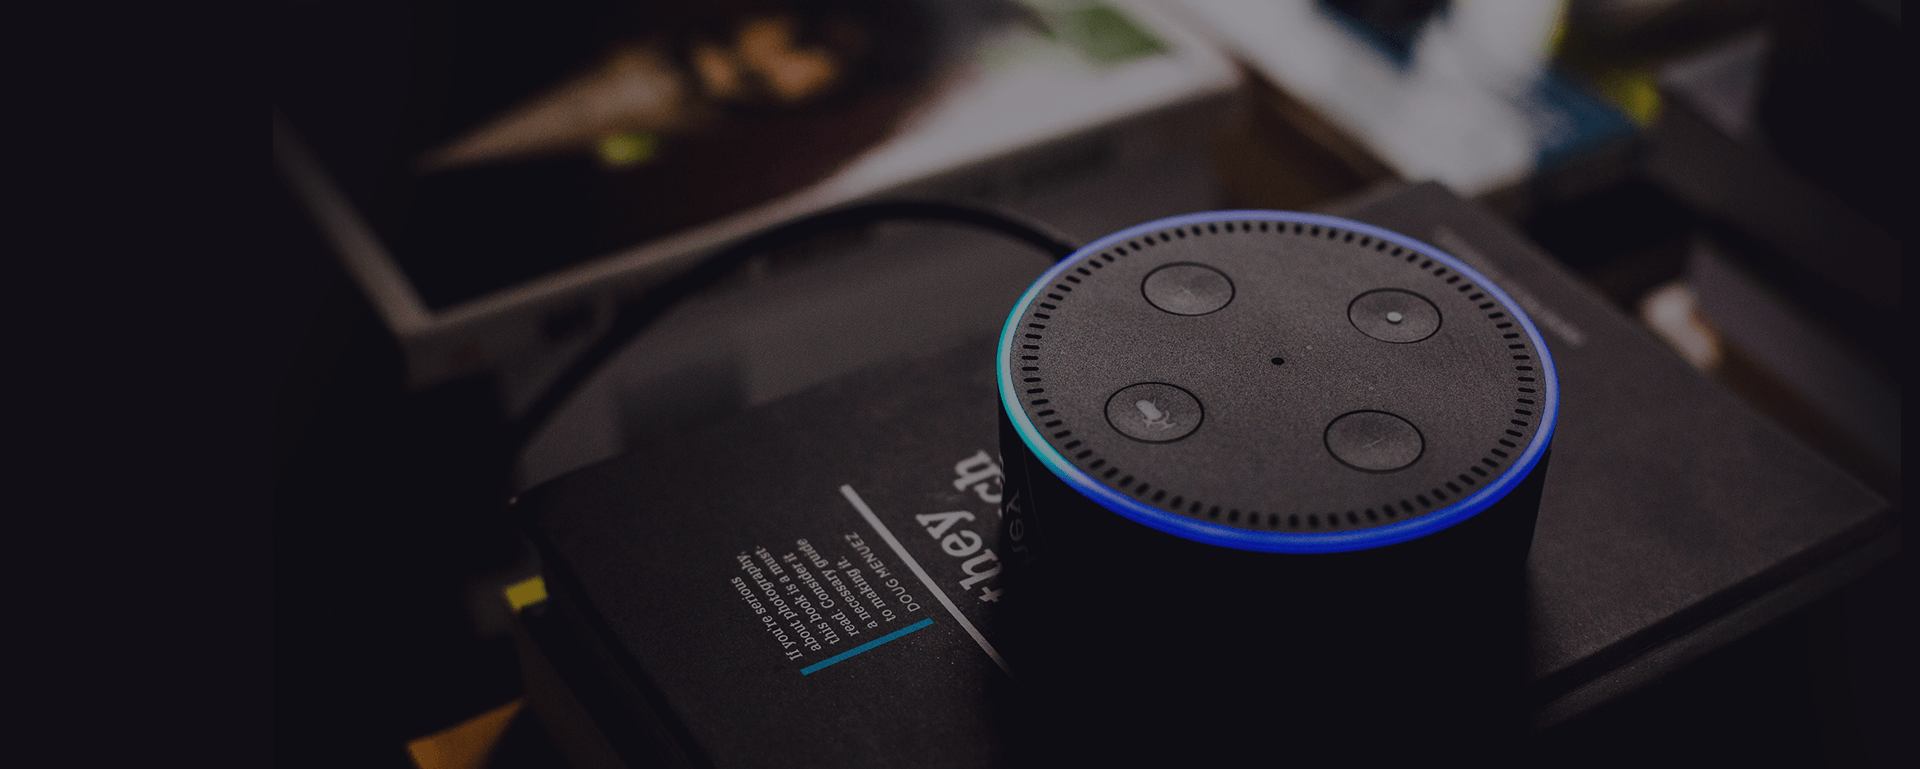 If you're serious
about photography,
this book is a must-
read. Consider it
a necessary guide
to making it.
DOUG MENUEZ
they